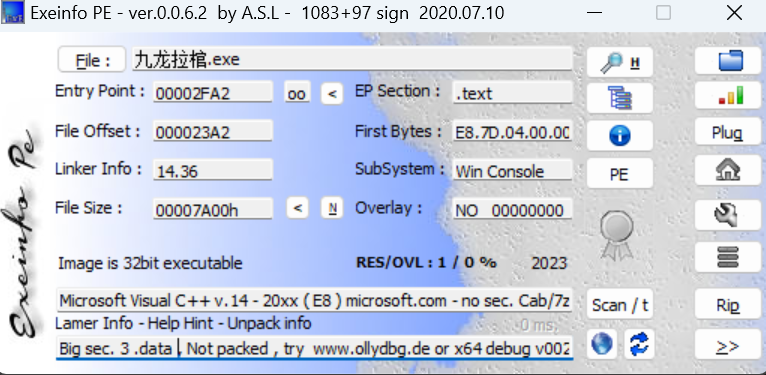 Exeinfo PE - ver.0.0.6.2 by A.S.L - 1083+97 sign 2020.07.10
File : 九龙拉棺.exe H
Entry Point : 00002FA2 oo < EP Section : .text
File Offset : 000023A2 First Bytes : E8.7D.04.00.00 Plug
Linker Info : 14.36 SubSystem : Win Console PE
File Size : 00007A00h < N Overlay : NO 00000000
Image is 32bit executable RES/OVL : 1 / 0 % 2023
Microsoft Visual C++ v.14 - 20xx ( E8 ) microsoft.com - no sec. Cab/7z Scan / t Rip
Lamer Info - Help Hint - Unpack info -0 ms.
Big sec. 3 .data , Not packed , try www.ollydbg.de or x64 debug v002 >>
Exeinfo Pe